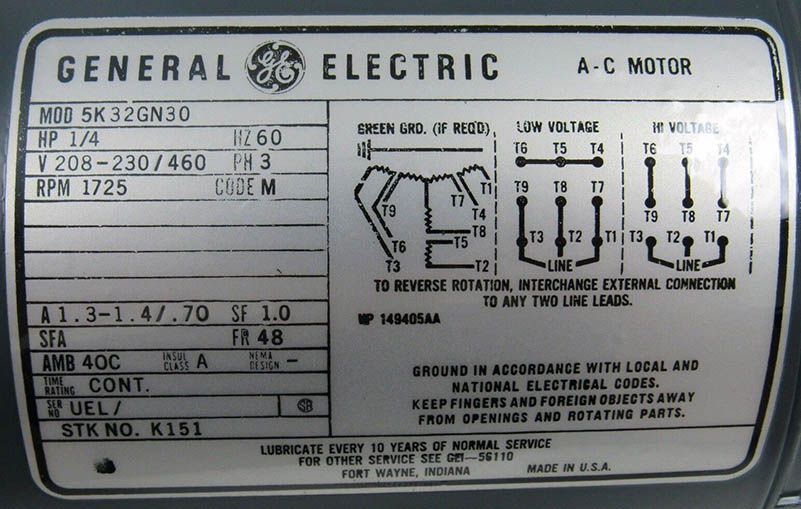 GENERAL GE ELECTRIC A-C MOTOR
MOD 5K32GN30
HP 1/4 HZ 60
V 208-230/460 PH 3
RPM 1725 CODE M
A 1.3-1.4/.70 SF 1.0
SFA FR 48
AMB 40C INSUL CLASS A NEMA DESIGN -
TIME RATING CONT.
SER NO UEL/
STK NO. K151
GREEN GRD. (IF REQ'D)
T1
T7
T9
T4
T8
T6
T5
T3
T2
LOW VOLTAGE
T6 T5 T4
T9 T8 T7
T3 T2 T1
LINE
HI VOLTAGE
T6 T5 T4
T9 T8 T7
T3 T2 T1
LINE
TO REVERSE ROTATION, INTERCHANGE EXTERNAL CONNECTION
TO ANY TWO LINE LEADS.
NP 149405AA
GROUND IN ACCORDANCE WITH LOCAL AND
NATIONAL ELECTRICAL CODES.
KEEP FINGERS AND FOREIGN OBJECTS AWAY
FROM OPENINGS AND ROTATING PARTS.
LUBRICATE EVERY 10 YEARS OF NORMAL SERVICE
FOR OTHER SERVICE SEE GEI-56110
FORT WAYNE, INDIANA MADE IN U.S.A.